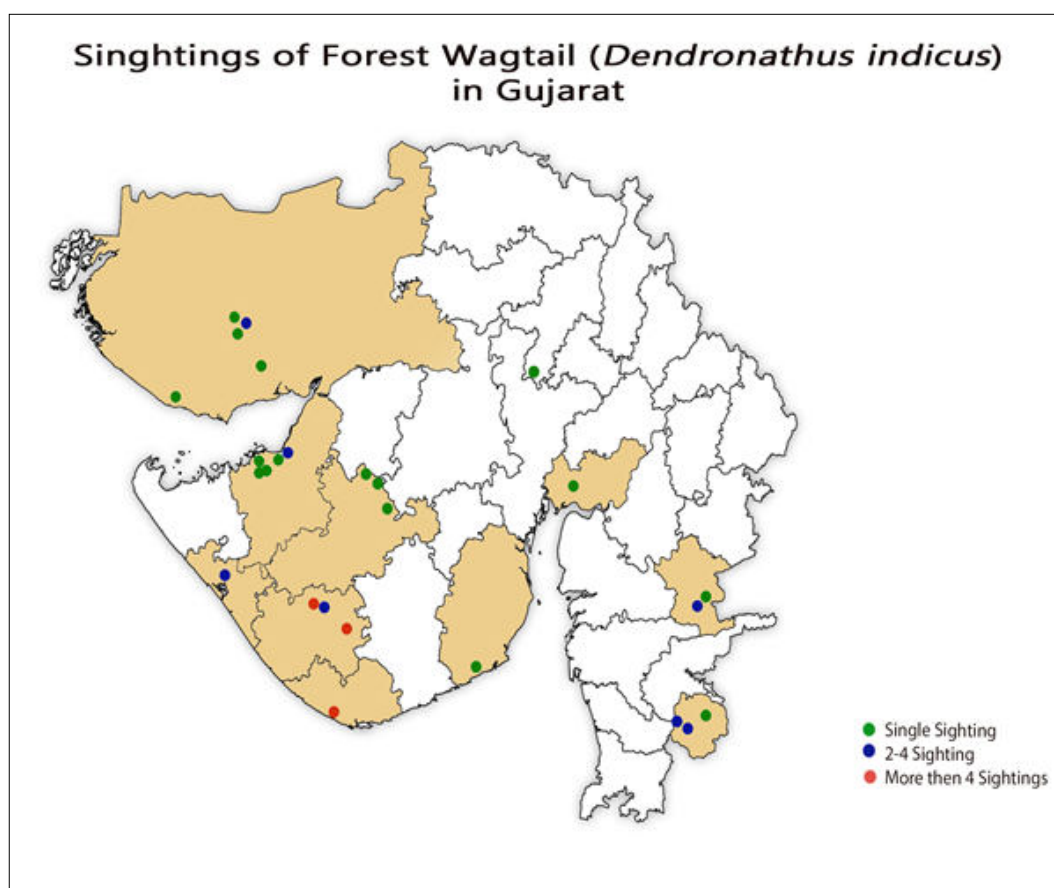 Singhtings of Forest Wagtail (Dendronathus indicus)
in Gujarat
Single Sighting
2-4 Sighting
More then 4 Sightings